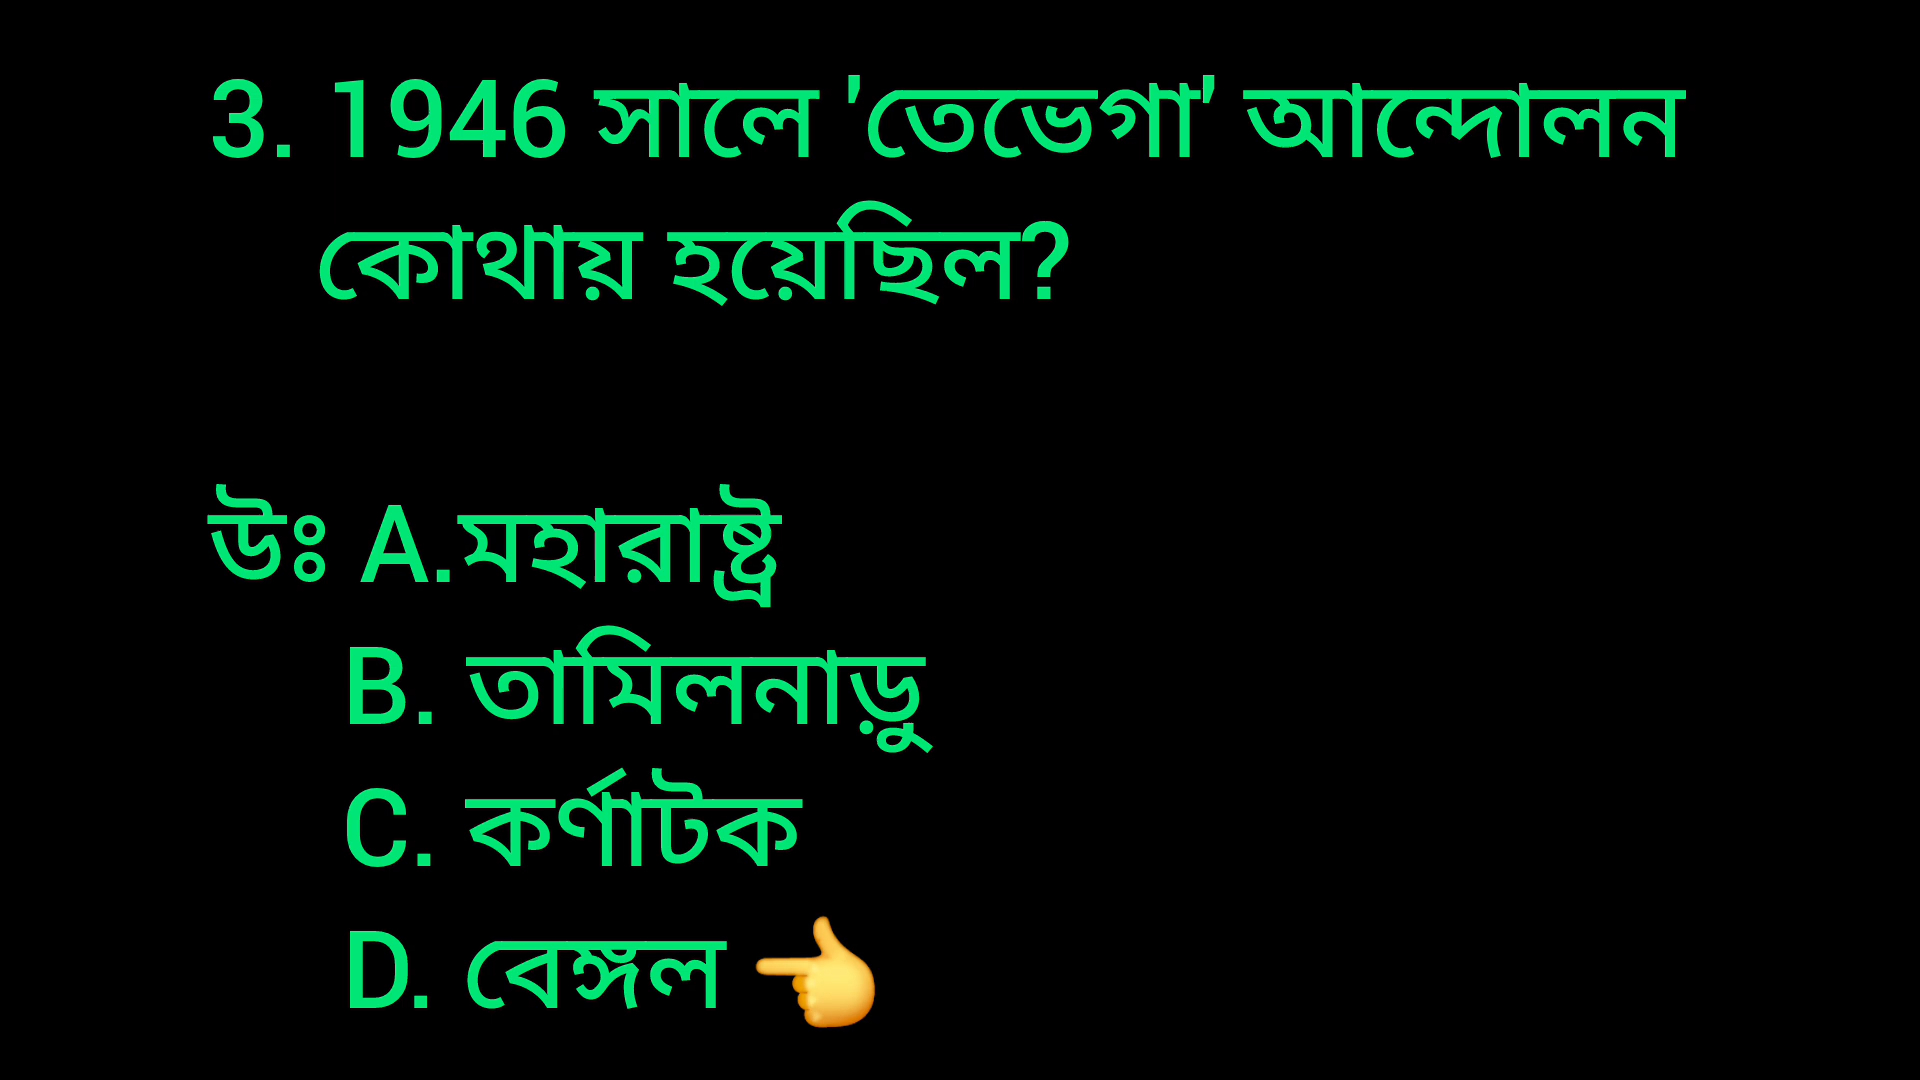 3. 1946 সালে 'তেভেগা' আন্দোলন
কোথায় হয়েছিল?
উঃ A.মহারাষ্ট্র
B. তামিলনাড়ু
C. কর্ণাটক
D. বেঙ্গল 👈